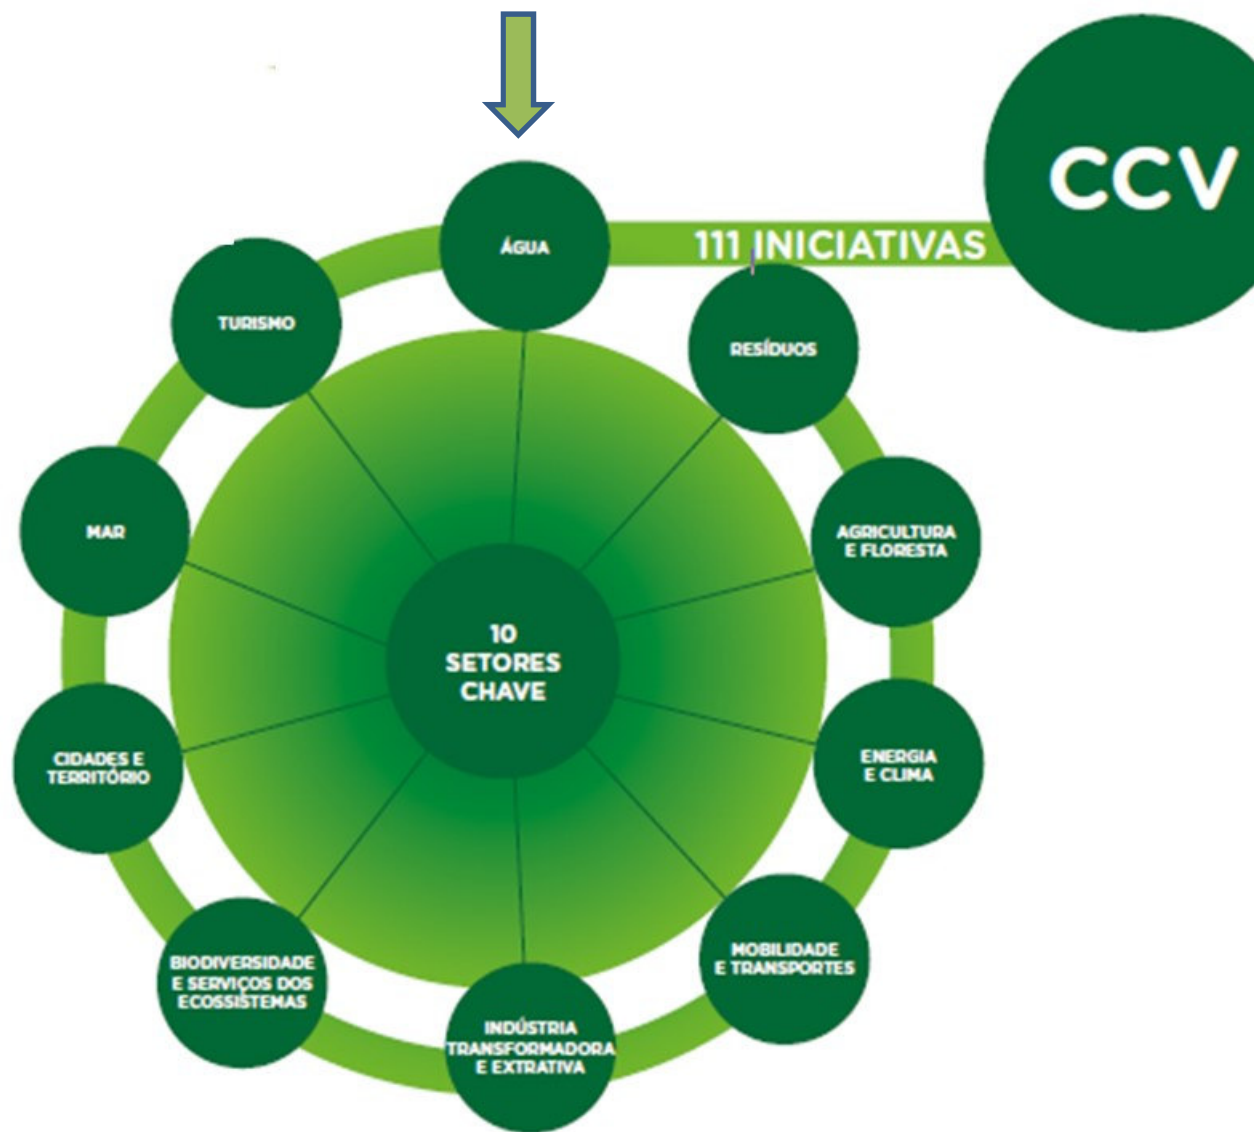 CCV
111 INICIATIVAS
ÁGUA
RESÍDUOS
AGRICULTURA
E FLORESTA
ENERGIA
E CLIMA
MOBILIDADE
E TRANSPORTES
INDÚSTRIA
TRANSFORMADORA
E EXTRATIVA
BIODIVERSIDADE
E SERVIÇOS DOS
ECOSSISTEMAS
CIDADES E
TERRITÓRIO
MAR
TURISMO
10
SETORES
CHAVE